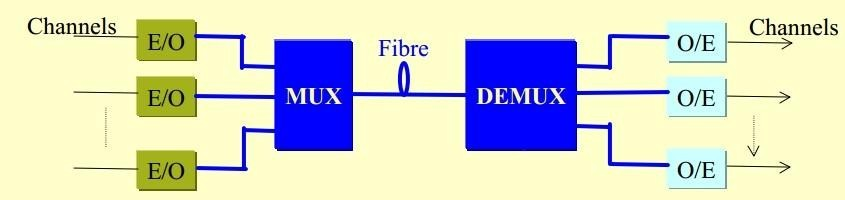 Channels
E/O
E/O
E/O
MUX
Fibre
DEMUX
O/E
O/E
O/E
Channels